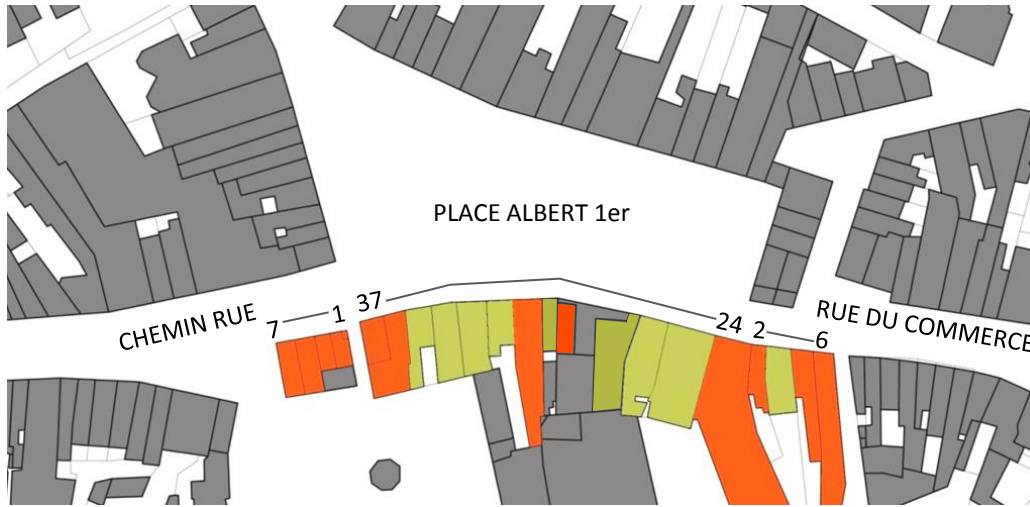 PLACE ALBERT 1er
CHEMIN RUE
7
1
37
24
2
6
RUE DU COMMERCE